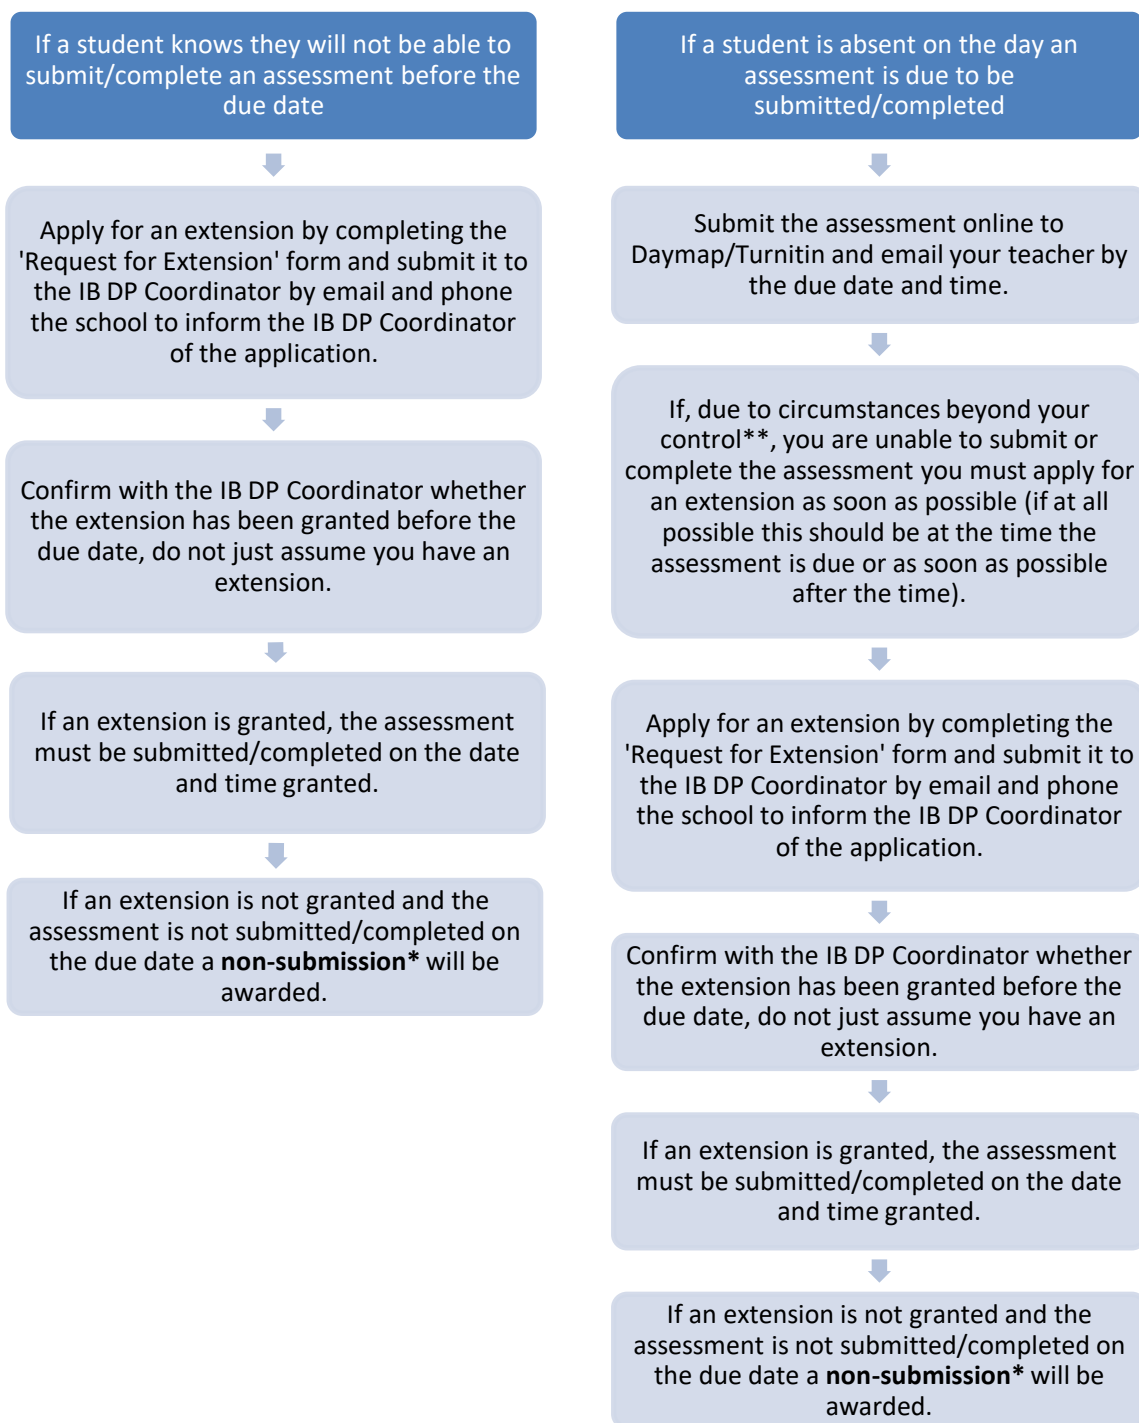 If a student knows they will not be able to
submit/complete an assessment before the
due date
Apply for an extension by completing the
'Request for Extension' form and submit it to
the IB DP Coordinator by email and phone
the school to inform the IB DP Coordinator
of the application.
Confirm with the IB DP Coordinator whether
the extension has been granted before the
due date, do not just assume you have an
extension.
If an extension is granted, the assessment
must be submitted/completed on the date
and time granted.
If an extension is not granted and the
assessment is not submitted/completed on
the due date a non-submission* will be
awarded.
If a student is absent on the day an
assessment is due to be
submitted/completed
Submit the assessment online to
Daymap/Turnitin and email your teacher by
the due date and time.
If, due to circumstances beyond your
control**, you are unable to submit or
complete the assessment you must apply for
an extension as soon as possible (if at all
possible this should be at the time the
assessment is due or as soon as possible
after the time).
Apply for an extension by completing the
'Request for Extension' form and submit it to
the IB DP Coordinator by email and phone
the school to inform the IB DP Coordinator
of the application.
Confirm with the IB DP Coordinator whether
the extension has been granted before the
due date, do not just assume you have an
extension.
If an extension is granted, the assessment
must be submitted/completed on the date
and time granted.
If an extension is not granted and the
assessment is not submitted/completed on
the due date a non-submission* will be
awarded.